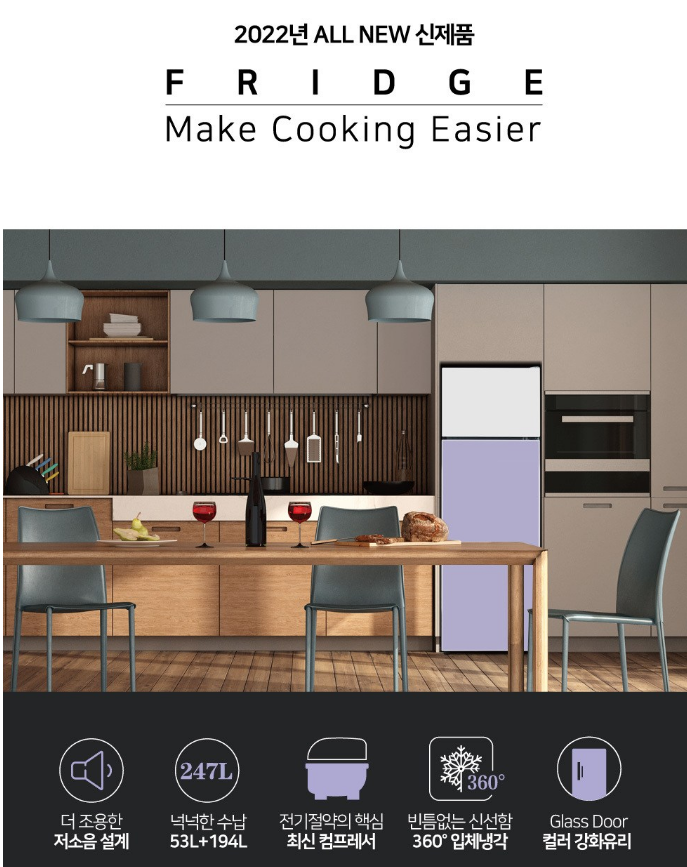 2022년 ALL NEW 신제품
FRIDGE
Make Cooking Easier
247L
360°
더 조용한
저소음 설계
넉넉한 수납
53L+194L
전기절약의 핵심
최신 컴프레서
빈틈없는 신선함
360° 입체냉각
Glass Door
컬러 강화유리